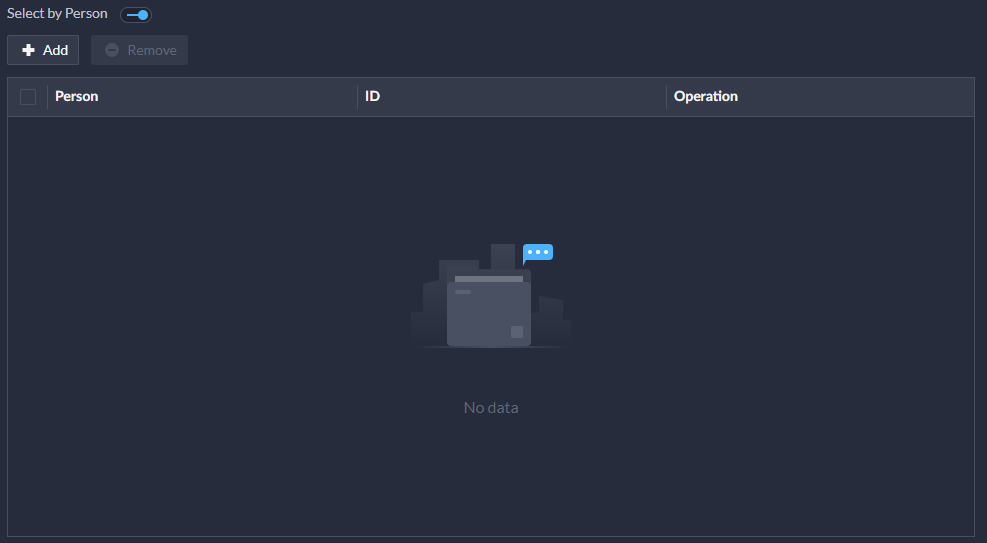 Select by Person
Add Remove
Person ID Operation
No data